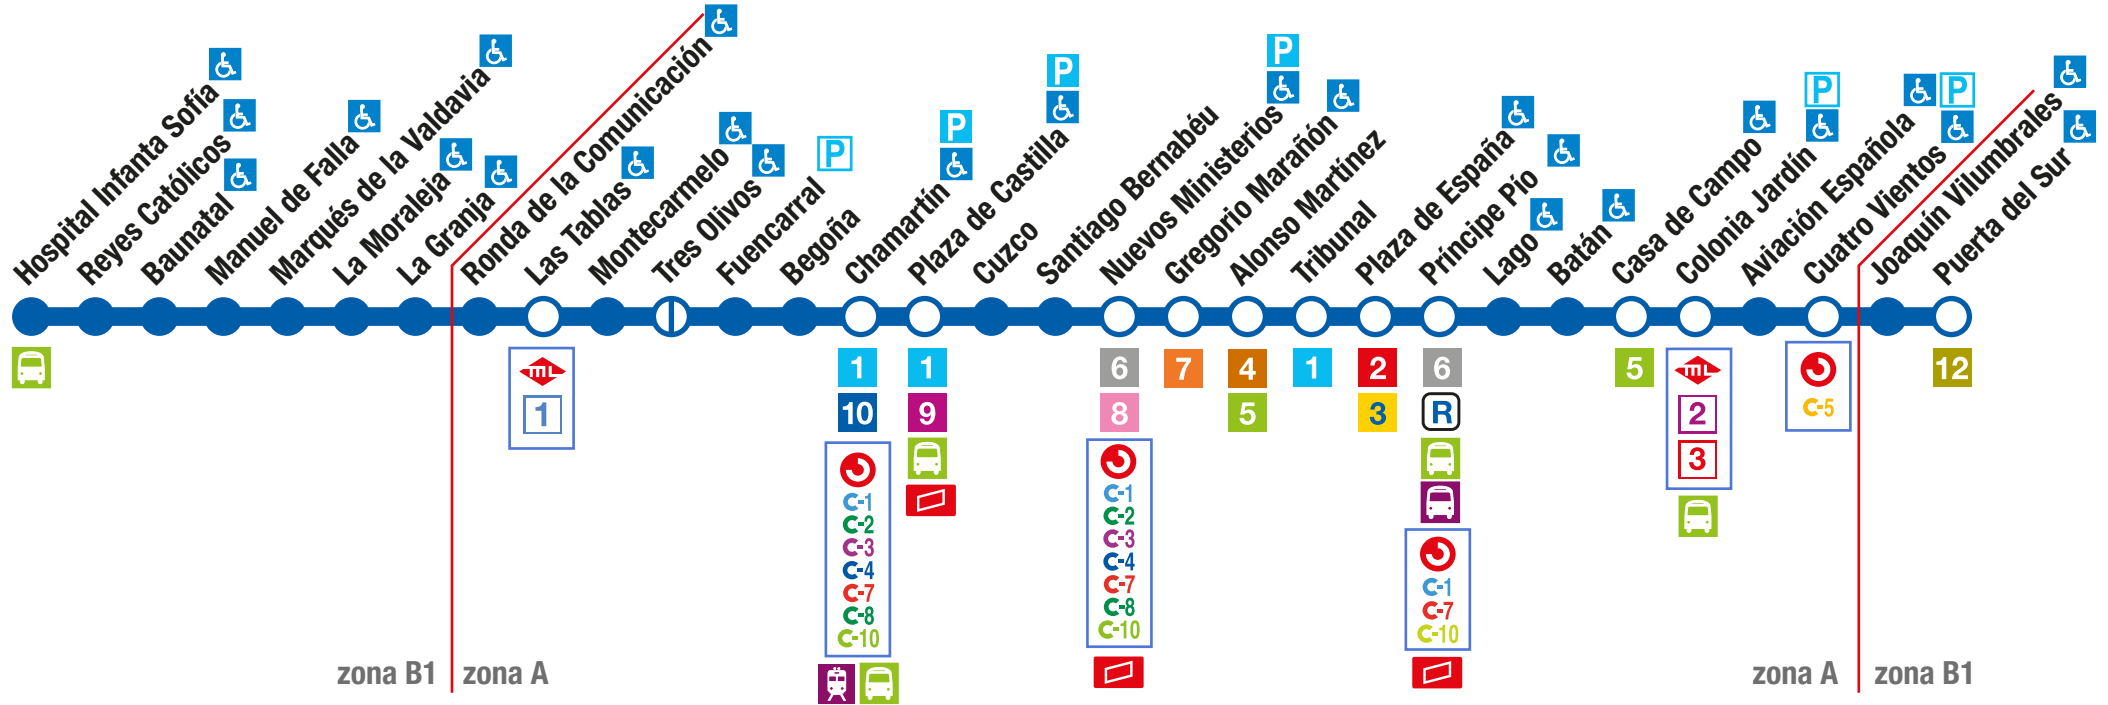 Hospital Infanta Sofía
Reyes Católicos
Baunatal
Manuel de Falla
Marqués de la Valdavia
La Moraleja
La Granja
Ronda de la Comunicación
Las Tablas
Montecarmelo
Tres Olivos
Fuencarral
P
Begoña
Chamartín
P
Plaza de Castilla
P
Cuzco
Santiago Bernabéu
Nuevos Ministerios
P
Gregorio Marañón
Alonso Martínez
Tribunal
Plaza de España
Príncipe Pío
Lago
Batán
Casa de Campo
Colonia Jardín
P
Aviación Española
Cuatro Vientos
P
Joaquín Vilumbrales
Puerta del Sur
ML
1
1
10
C-1
C-2
C-3
C-4
C-7
C-8
C-10
1
9
6
8
C-1
C-2
C-3
C-4
C-7
C-8
C-10
7
4
5
1
2
3
6
R
C-1
C-7
C-10
5
ML
2
3
C-5
12
zona B1
zona A
zona A
zona B1